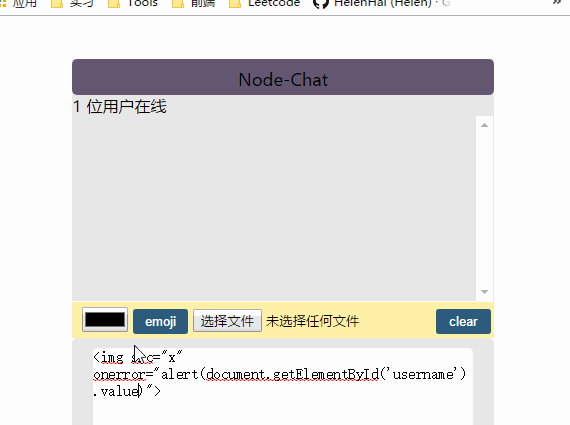 应用 实习 Tools 前端 Leetcode HelenHai (Helen) · G »
Node-Chat
1 位用户在线
emoji 选择文件 未选择任何文件 clear
<img src="x"
onerror="alert(document.getElementById('username')
.value)">